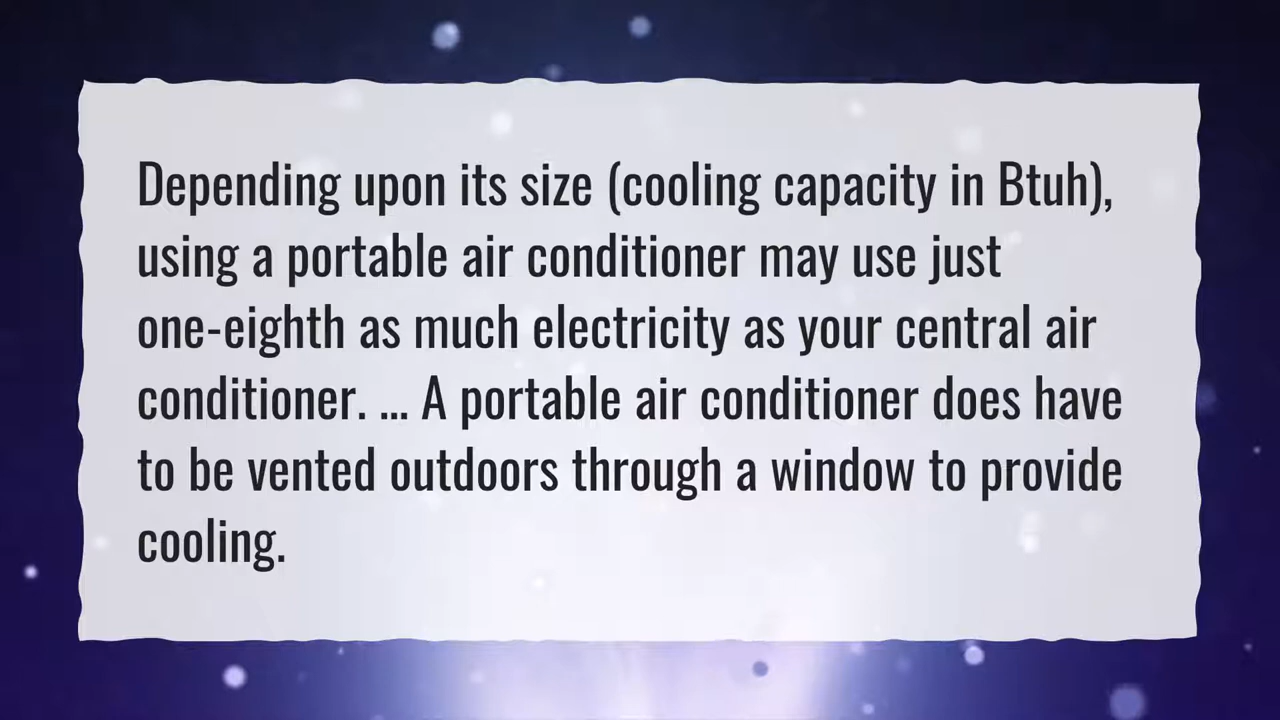 Depending upon its size (cooling capacity in Btuh),
using a portable air conditioner may use just
one-eighth as much electricity as your central air
conditioner. ... A portable air conditioner does have
to be vented outdoors through a window to provide
cooling.